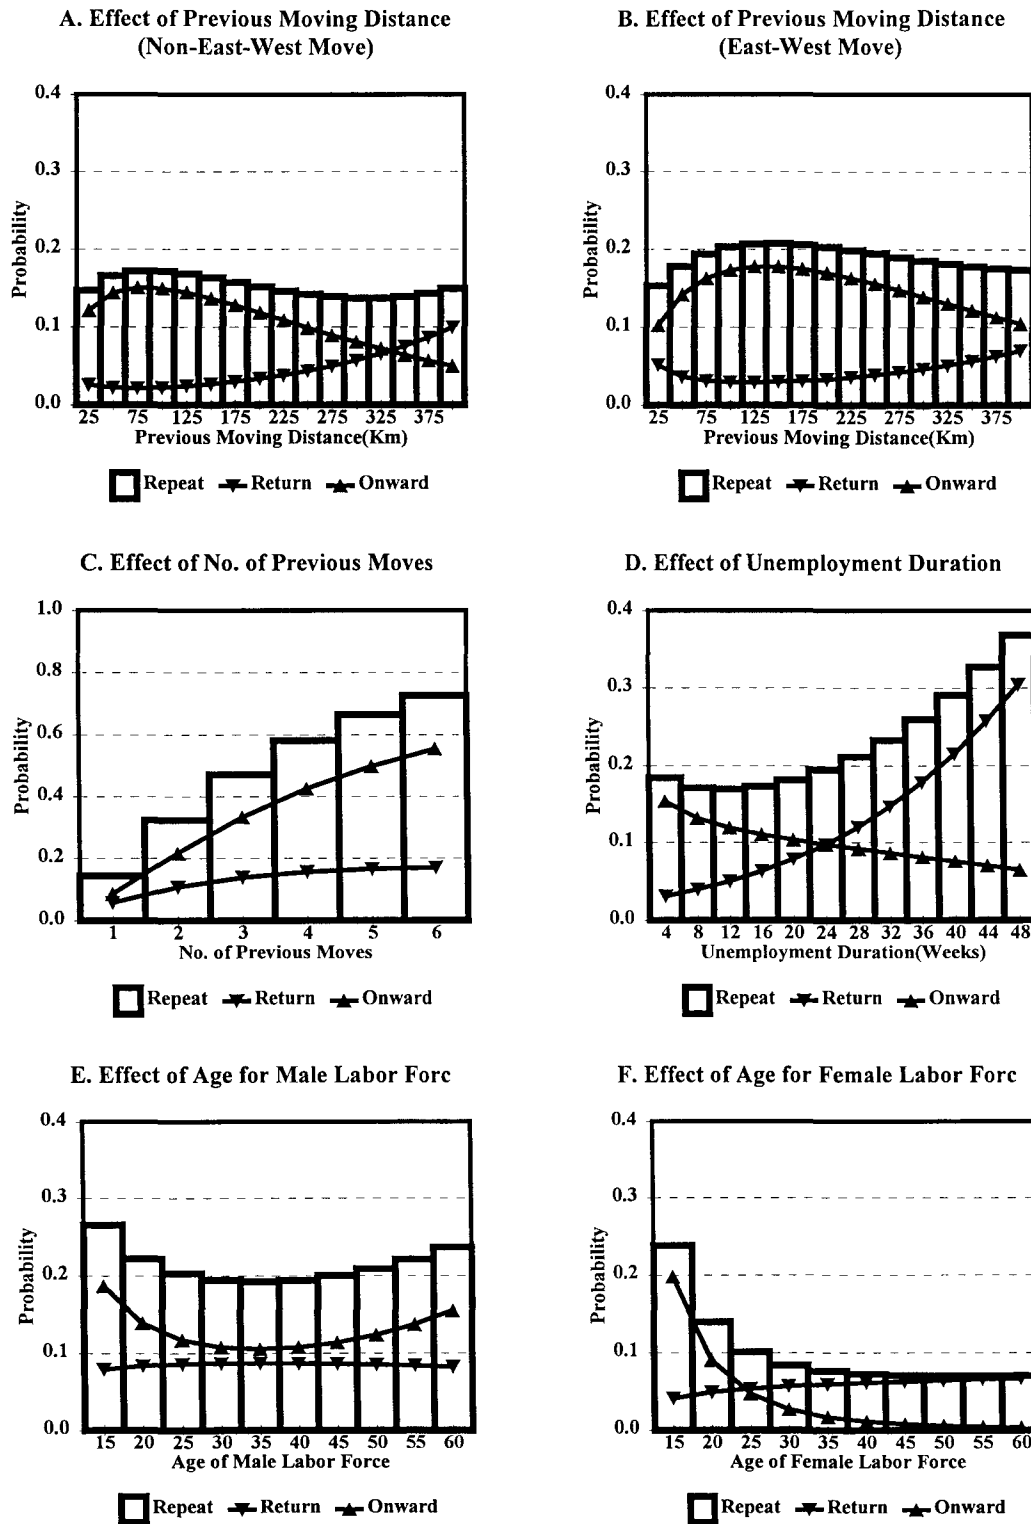 A. Effect of Previous Moving Distance
(Non-East-West Move)
0.4
0.3
0.2
0.1
0.0
Probability
25 75 125 175 225 275 325 375
Previous Moving Distance(Km)
Repeat Return Onward
B. Effect of Previous Moving Distance
(East-West Move)
0.4
0.3
0.2
0.1
0.0
Probability
25 75 125 175 225 275 325 375
Previous Moving Distance(Km)
Repeat Return Onward
C. Effect of No. of Previous Moves
1.0
0.8
0.6
0.4
0.2
0.0
Probability
1 2 3 4 5 6
No. of Previous Moves
Repeat Return Onward
D. Effect of Unemployment Duration
0.4
0.3
0.2
0.1
0.0
Probability
4 8 12 16 20 24 28 32 36 40 44 48
Unemployment Duration(Weeks)
Repeat Return Onward
E. Effect of Age for Male Labor Forc
0.4
0.3
0.2
0.1
0.0
Probability
15 20 25 30 35 40 45 50 55 60
Age of Male Labor Force
Repeat Return Onward
F. Effect of Age for Female Labor Forc
0.4
0.3
0.2
0.1
0.0
Probability
15 20 25 30 35 40 45 50 55 60
Age of Female Labor Force
Repeat Return Onward